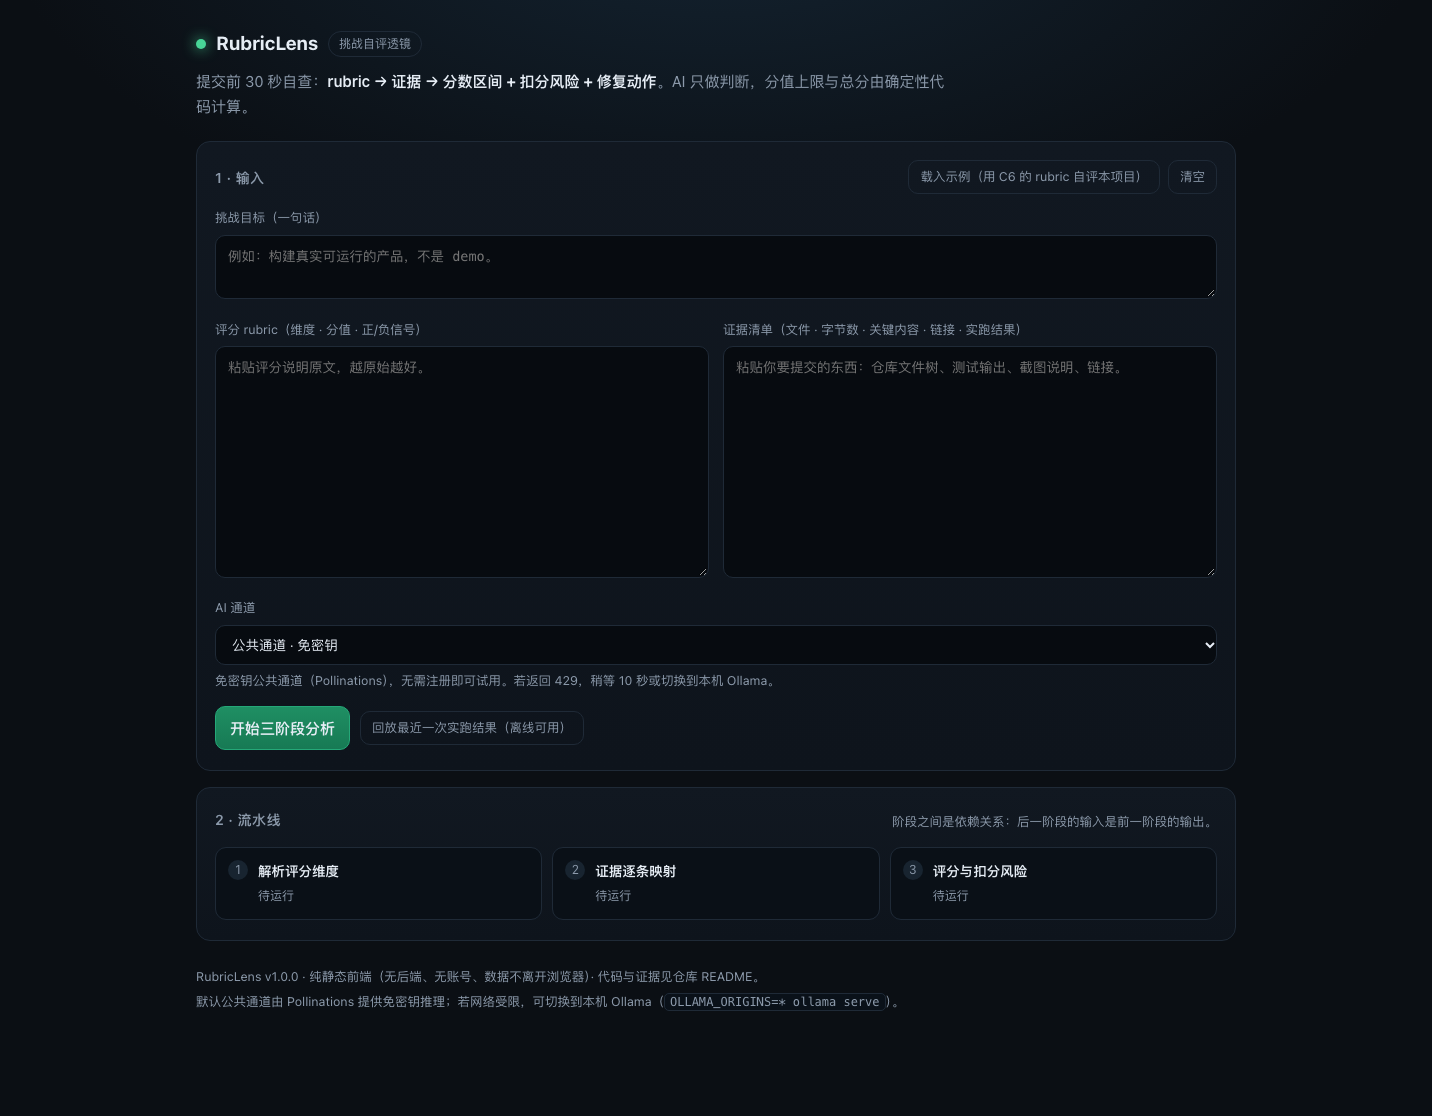 RubricLens 挑战自评透镜
提交前 30 秒自查：rubric → 证据 → 分数区间 + 扣分风险 + 修复动作。AI 只做判断，分值上限与总分由确定性代
码计算。
1 · 输入
载入示例（用 C6 的 rubric 自评本项目）
清空
挑战目标（一句话）
例如：构建真实可运行的产品，不是 demo。
评分 rubric（维度 · 分值 · 正/负信号）
粘贴评分说明原文，越原始越好。
证据清单（文件 · 字节数 · 关键内容 · 链接 · 实跑结果）
粘贴你要提交的东西：仓库文件树、测试输出、截图说明、链接。
AI 通道
公共通道 · 免密钥
免密钥公共通道（Pollinations），无需注册即可试用。若返回 429，稍等 10 秒或切换到本机 Ollama。
开始三阶段分析
回放最近一次实跑结果（离线可用）
2 · 流水线
阶段之间是依赖关系：后一阶段的输入是前一阶段的输出。
1 解析评分维度
待运行
2 证据逐条映射
待运行
3 评分与扣分风险
待运行
RubricLens v1.0.0 · 纯静态前端（无后端、无账号、数据不离开浏览器）· 代码与证据见仓库 README。
默认公共通道由 Pollinations 提供免密钥推理；若网络受限，可切换到本机 Ollama（OLLAMA_ORIGINS=* ollama serve）。